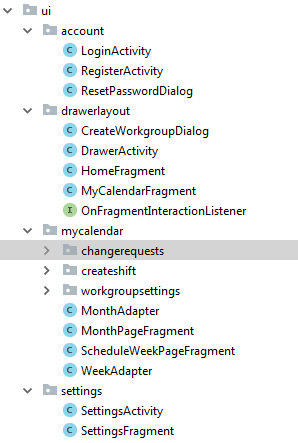 ui
account
LoginActivity
RegisterActivity
ResetPasswordDialog
drawerlayout
CreateWorkgroupDialog
DrawerActivity
HomeFragment
MyCalendarFragment
OnFragmentInteractionListener
mycalendar
changerequests
createshift
workgroupsettings
MonthAdapter
MonthPageFragment
ScheduleWeekPageFragment
WeekAdapter
settings
SettingsActivity
SettingsFragment